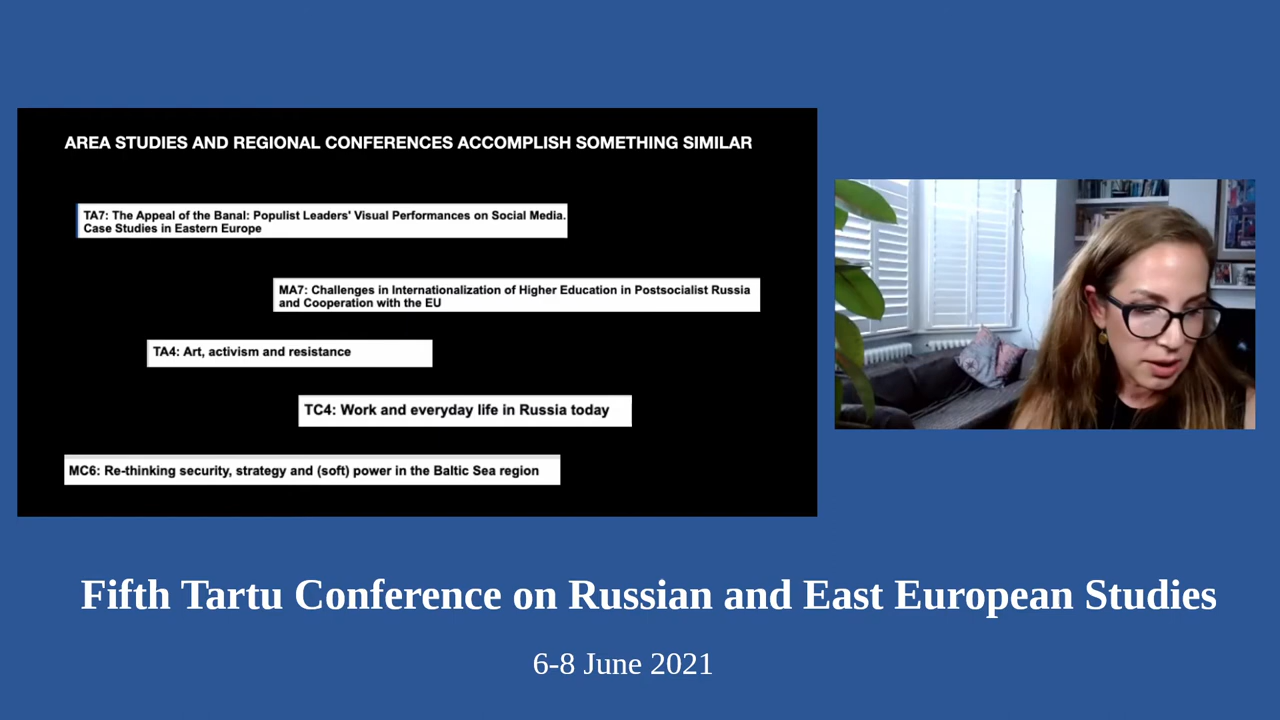 AREA STUDIES AND REGIONAL CONFERENCES ACCOMPLISH SOMETHING SIMILAR
TA7: The Appeal of the Banal: Populist Leaders' Visual Performances on Social Media.
Case Studies in Eastern Europe
MA7: Challenges in Internationalization of Higher Education in Postsocialist Russia
and Cooperation with the EU
TA4: Art, activism and resistance
TC4: Work and everyday life in Russia today
MC6: Re-thinking security, strategy and (soft) power in the Baltic Sea region
Fifth Tartu Conference on Russian and East European Studies
6-8 June 2021